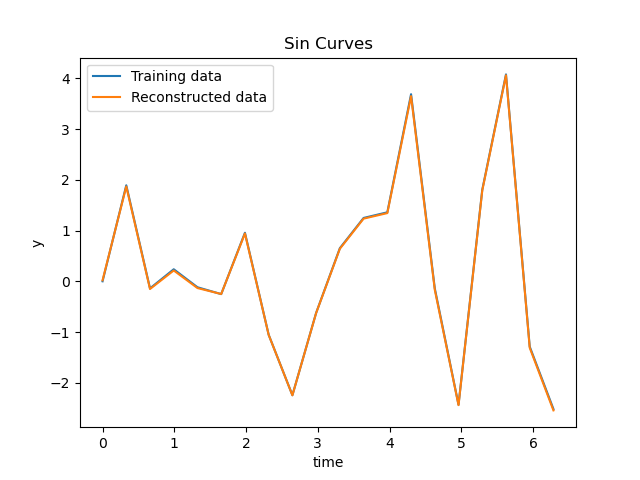 Sin Curves
Training data
Reconstructed data
y
4
3
2
1
0
−1
−2
0 1 2 3 4 5 6
time